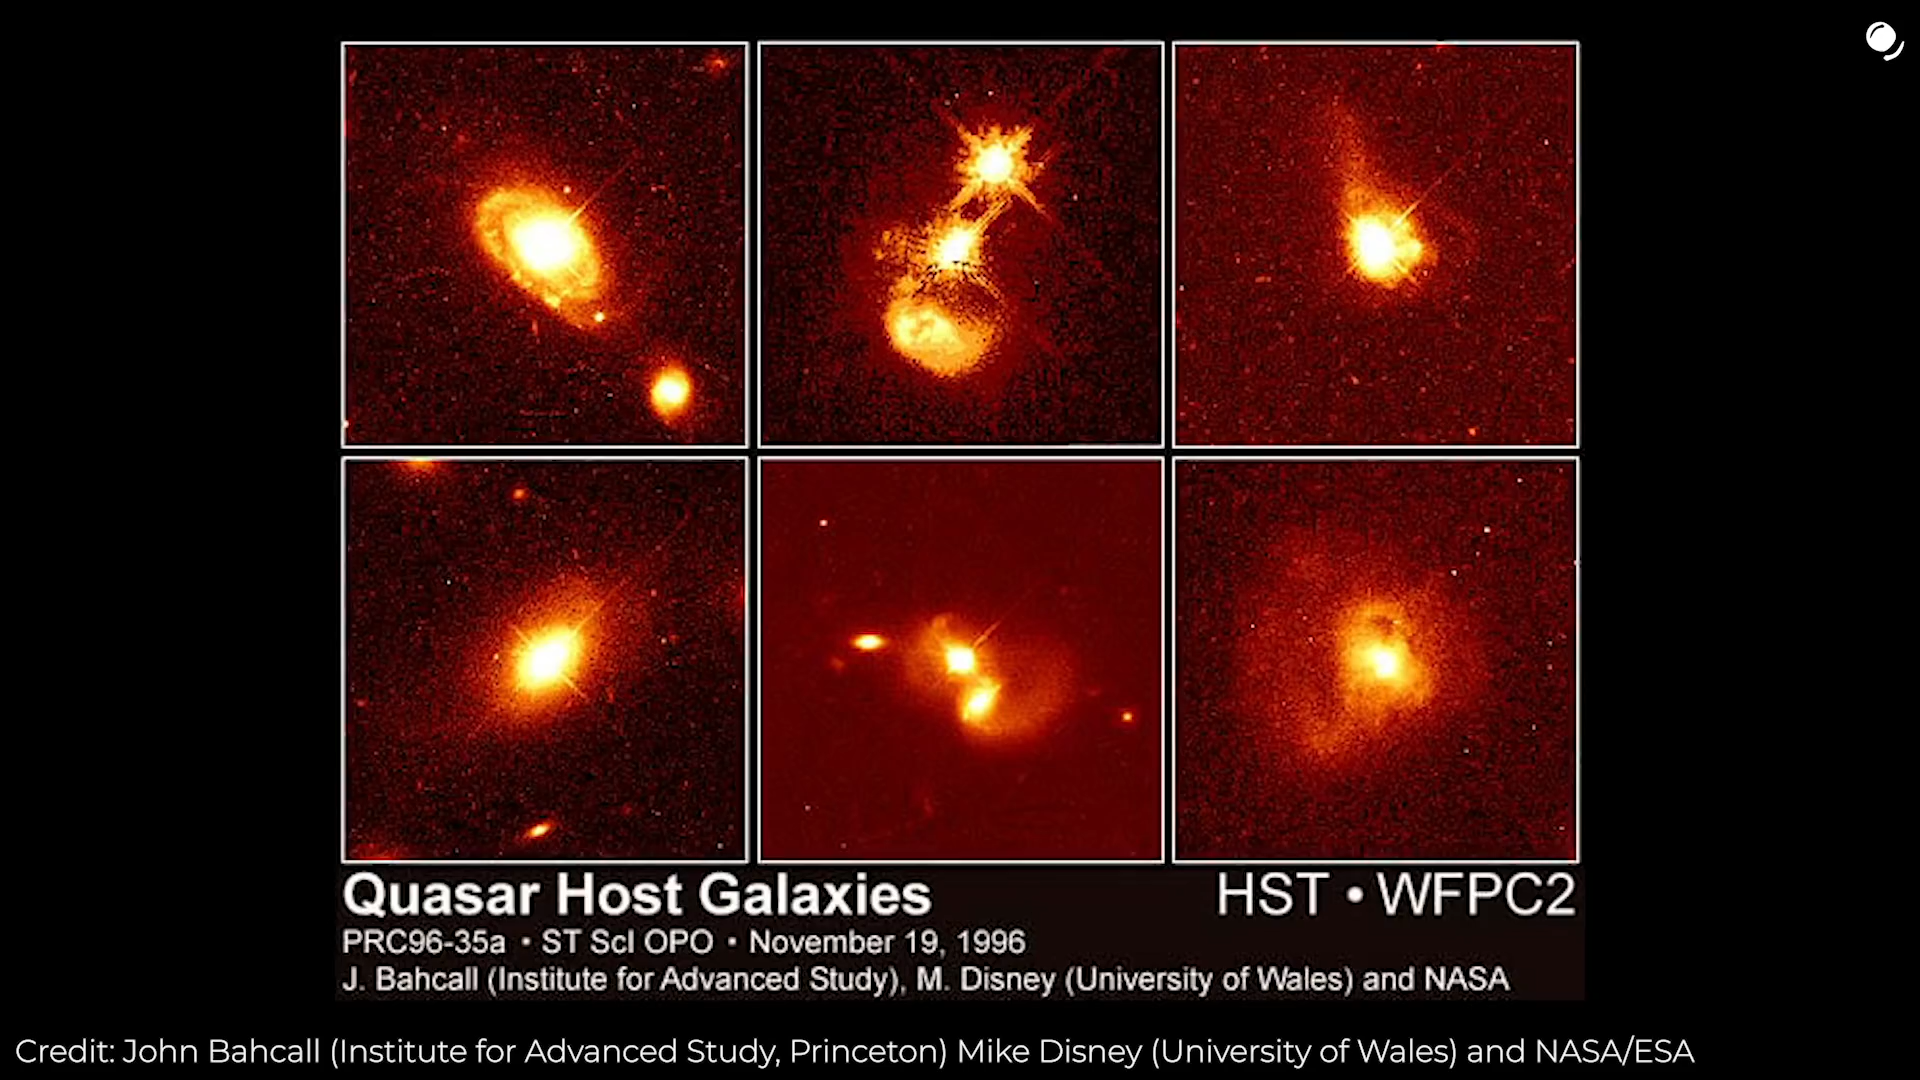 Quasar Host Galaxies
HST • WFPC2
PRC96-35a • ST ScI OPO • November 19, 1996
J. Bahcall (Institute for Advanced Study), M. Disney (University of Wales) and NASA
Credit: John Bahcall (Institute for Advanced Study, Princeton) Mike Disney (University of Wales) and NASA/ESA